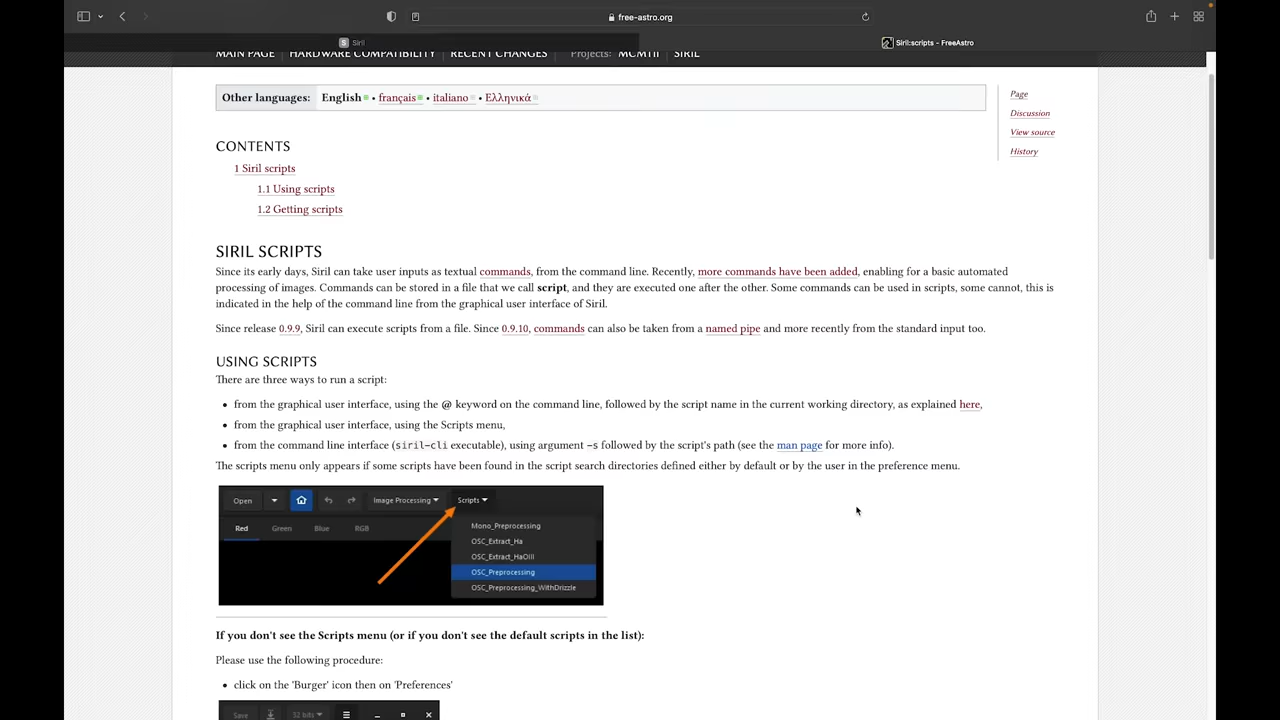 free-astro.org
S Siril
Siril:scripts - FreeAstro
MAIN PAGE | HARDWARE COMPATIBILITY | RECENT CHANGES | Projects: MCMTII | SIRIL
Other languages: English • français • italiano • Ελληνικά
Page
Discussion
View source
History
CONTENTS
1 Siril scripts
1.1 Using scripts
1.2 Getting scripts
SIRIL SCRIPTS
Since its early days, Siril can take user inputs as textual commands, from the command line. Recently, more commands have been added, enabling for a basic automated
processing of images. Commands can be stored in a file that we call script, and they are executed one after the other. Some commands can be used in scripts, some cannot, this is
indicated in the help of the command line from the graphical user interface of Siril.
Since release 0.9.9, Siril can execute scripts from a file. Since 0.9.10, commands can also be taken from a named pipe and more recently from the standard input too.
USING SCRIPTS
There are three ways to run a script:
• from the graphical user interface, using the @ keyword on the command line, followed by the script name in the current working directory, as explained here,
• from the graphical user interface, using the Scripts menu,
• from the command line interface (siril-cli executable), using argument -s followed by the script's path (see the man page for more info).
The scripts menu only appears if some scripts have been found in the script search directories defined either by default or by the user in the preference menu.
Open Image Processing Scripts
Red Green Blue RGB
Mono_Preprocessing
OSC_Extract_Ha
OSC_Extract_HaOIII
OSC_Preprocessing
OSC_Preprocessing_WithDrizzle
If you don't see the Scripts menu (or if you don't see the default scripts in the list):
Please use the following procedure:
• click on the 'Burger' icon then on 'Preferences'
Save 32 bits